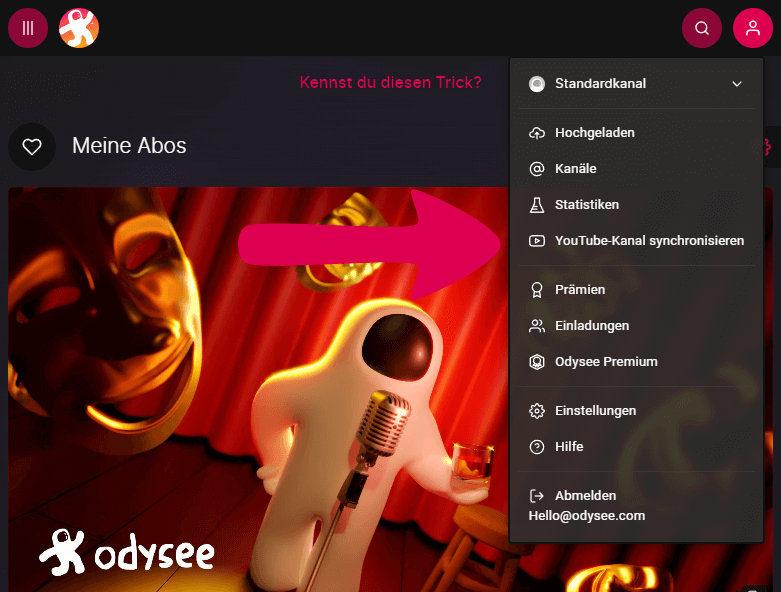 Kennst du diesen Trick?
Standardkanal
Meine Abos
Hochgeladen
Kanäle
Statistiken
YouTube-Kanal synchronisieren
Prämien
Einladungen
Odysee Premium
Einstellungen
Hilfe
Abmelden
Hello@odysee.com
odysee